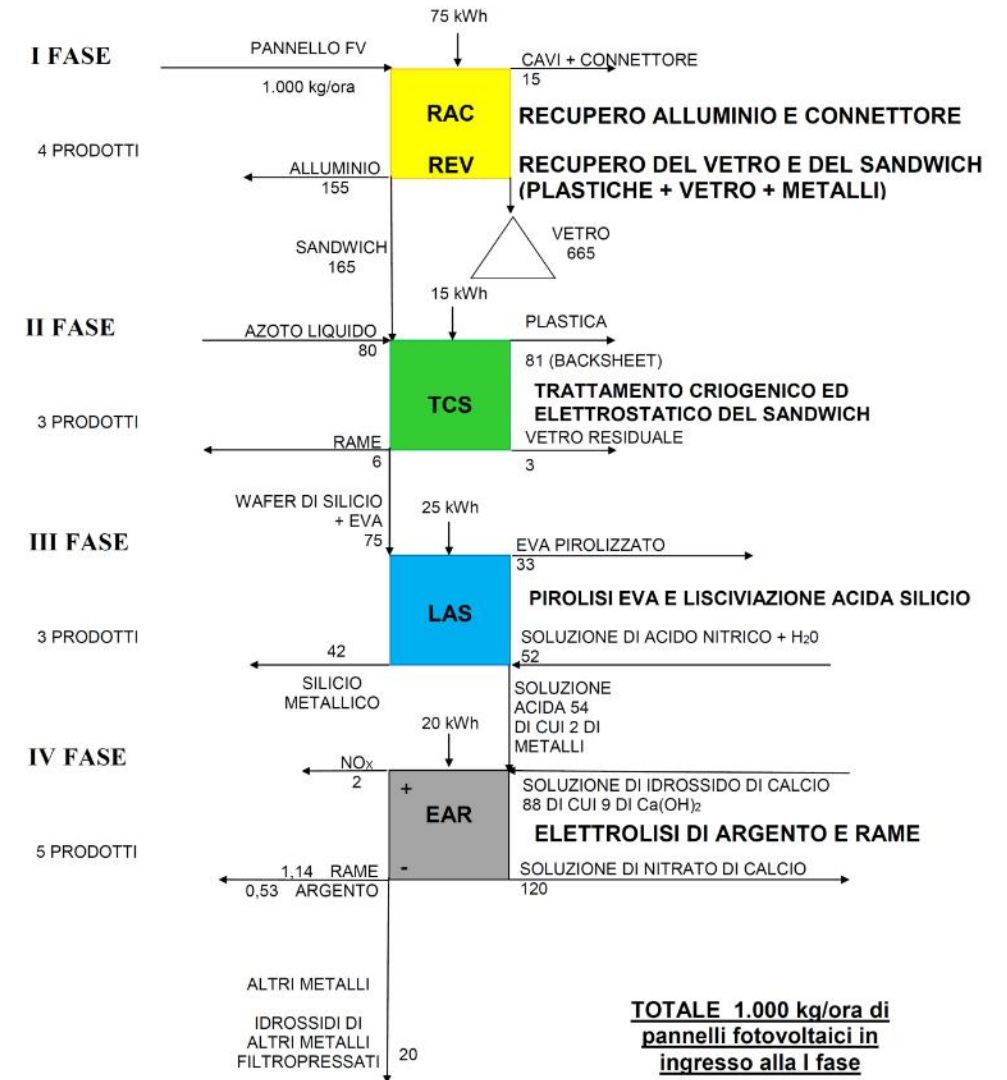 75 kWh
I FASE
PANNELLO FV
1.000 kg/ora
CAVI + CONNETTORE
15
RAC
RECUPERO ALLUMINIO E CONNETTORE
4 PRODOTTI
ALLUMINIO
155
REV
RECUPERO DEL VETRO E DEL SANDWICH
(PLASTICHE + VETRO + METALLI)
SANDWICH
165
VETRO
665
15 kWh
II FASE
AZOTO LIQUIDO
80
PLASTICA
81 (BACKSHEET)
TCS
TRATTAMENTO CRIOGENICO ED
ELETTROSTATICO DEL SANDWICH
3 PRODOTTI
RAME
6
VETRO RESIDUALE
3
WAFER DI SILICIO
+ EVA
75
25 kWh
III FASE
EVA PIROLIZZATO
33
LAS
PIROLISI EVA E LISCIVIAZIONE ACIDA SILICIO
3 PRODOTTI
42
SILICIO
METALLICO
SOLUZIONE DI ACIDO NITRICO + H20
52
SOLUZIONE
ACIDA 54
DI CUI 2 DI
METALLI
20 kWh
IV FASE
NOX
2
SOLUZIONE DI IDROSSIDO DI CALCIO
88 DI CUI 9 DI Ca(OH)2
+
EAR
-
ELETTROLISI DI ARGENTO E RAME
5 PRODOTTI
1,14 RAME
0,53 ARGENTO
SOLUZIONE DI NITRATO DI CALCIO
120
ALTRI METALLI
IDROSSIDI DI
ALTRI METALLI
FILTROPRESSATI
20
TOTALE 1.000 kg/ora di
pannelli fotovoltaici in
ingresso alla I fase